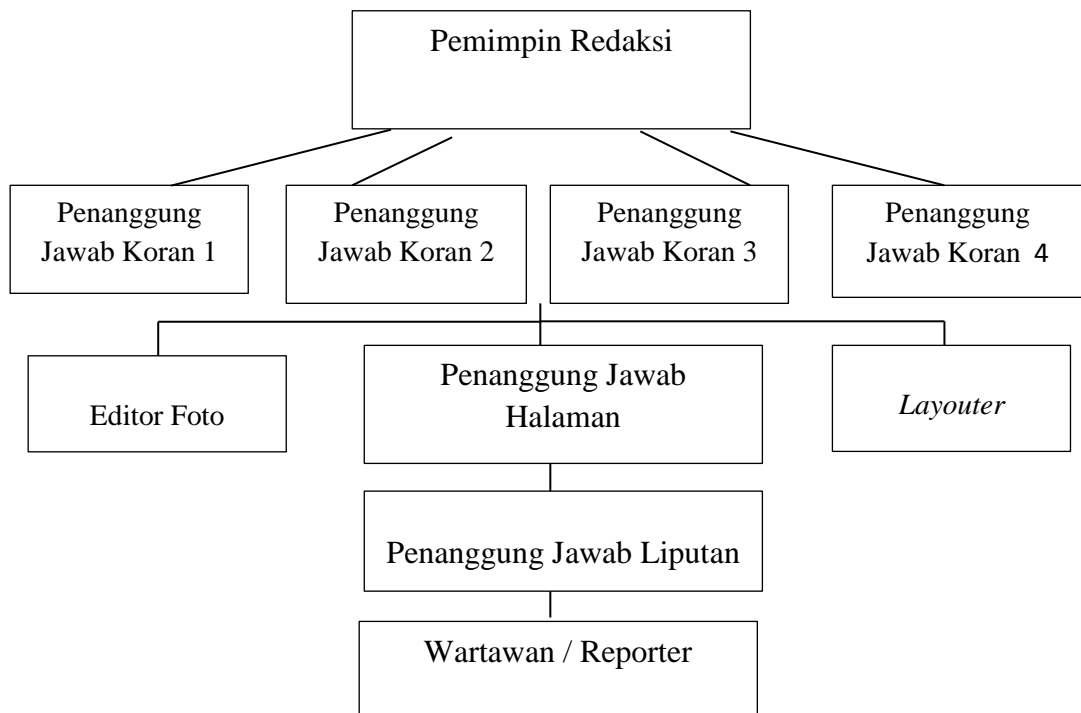 Pemimpin Redaksi
Penanggung
Jawab Koran 1
Penanggung
Jawab Koran 2
Penanggung
Jawab Koran 3
Penanggung
Jawab Koran 4
Editor Foto
Penanggung Jawab
Halaman
Layouter
Penanggung Jawab Liputan
Wartawan / Reporter